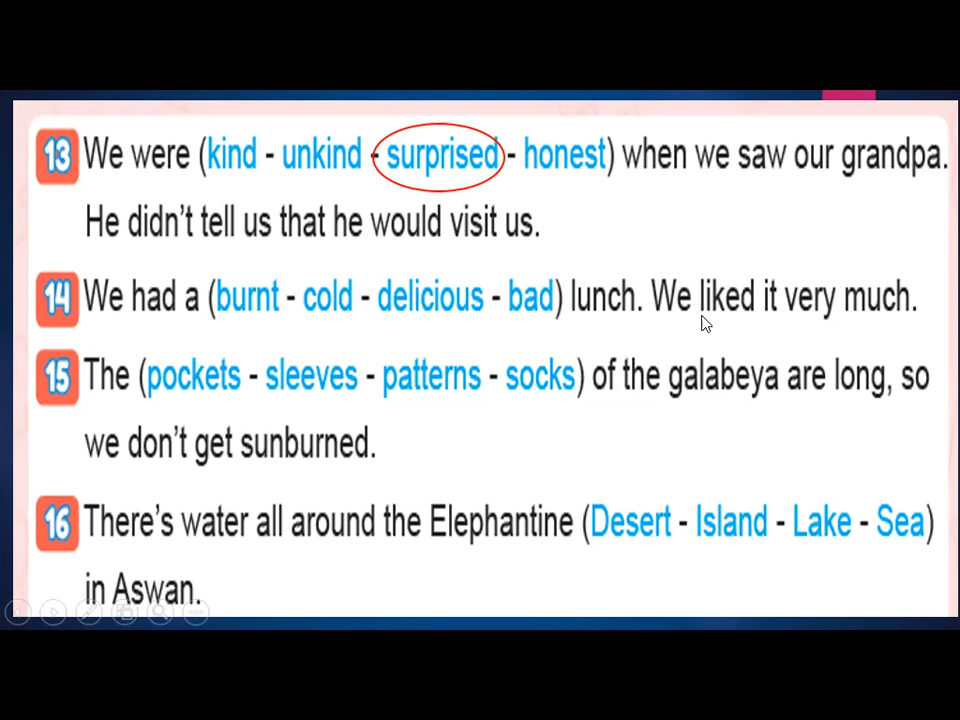 13 We were (kind - unkind - surprised - honest) when we saw our grandpa.
He didn't tell us that he would visit us.
14 We had a (burnt - cold - delicious - bad) lunch. We liked it very much.
15 The (pockets - sleeves - patterns - socks) of the galabeya are long, so
we don't get sunburned.
16 There's water all around the Elephantine (Desert - Island - Lake - Sea)
in Aswan.